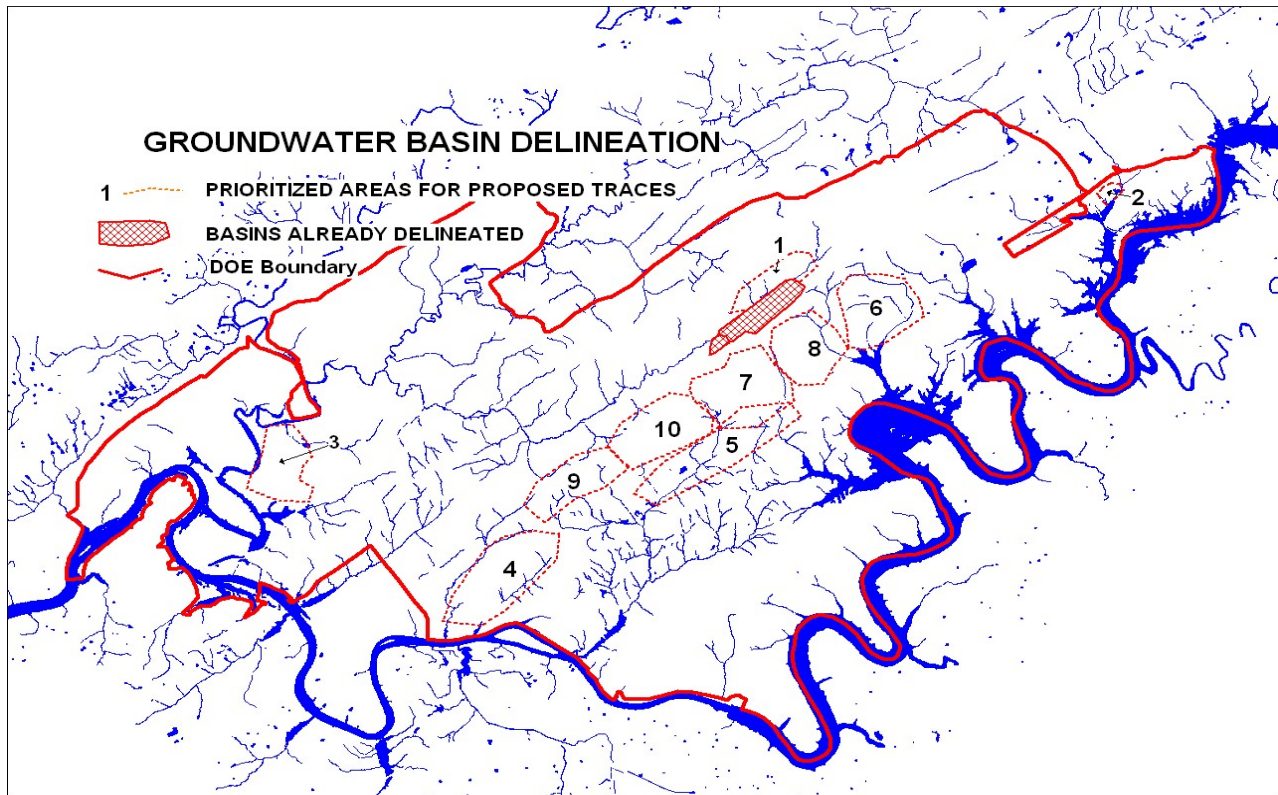 GROUNDWATER BASIN DELINEATION
1 PRIORITIZED AREAS FOR PROPOSED TRACES
BASINS ALREADY DELINEATED
DOE Boundary
2
1
6
8
7
10
5
3
9
4